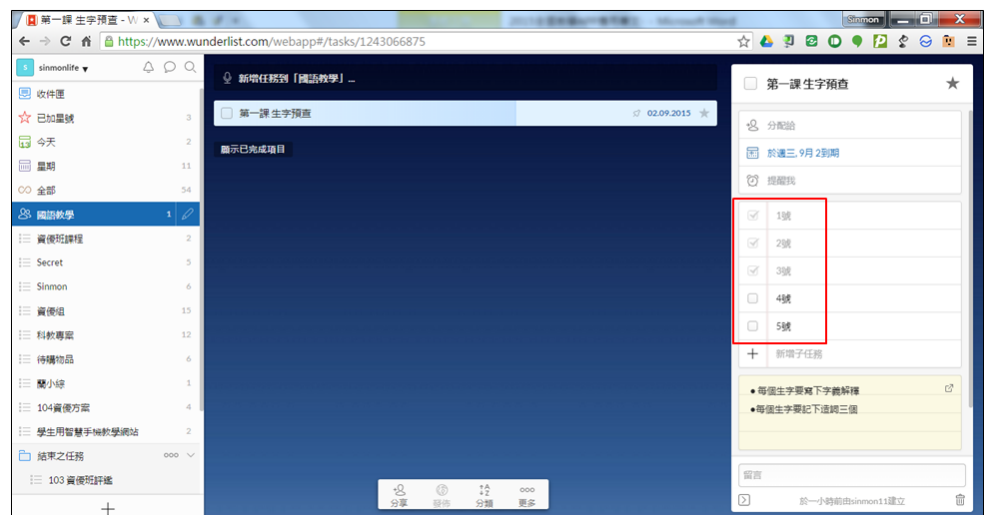 第一課 生字預查 - W
Sinmon
https://www.wunderlist.com/webapp#/tasks/1243066875
s sinmonlife
收件匣
已加星號 3
今天 2
星期 11
全部 54
國語教學 1
資優班課程 2
Secret 5
Sinmon 6
資優組 15
科教專案 12
待購物品 6
蘭小綜 1
104資優方案 4
學生用智慧手機教學網站 2
結束之任務
103 資優班評鑑
新增任務到「國語教學」...
第一課 生字預查 02.09.2015
顯示已完成項目
分享 發佈 分類 更多
第一課 生字預查
分配給
於週三, 9月 2到期
提醒我
1號
2號
3號
4號
5號
新增子任務
●每個生字要寫下字義解釋
●每個生字要記下造詞三個
留言
於一小時前由sinmon11建立